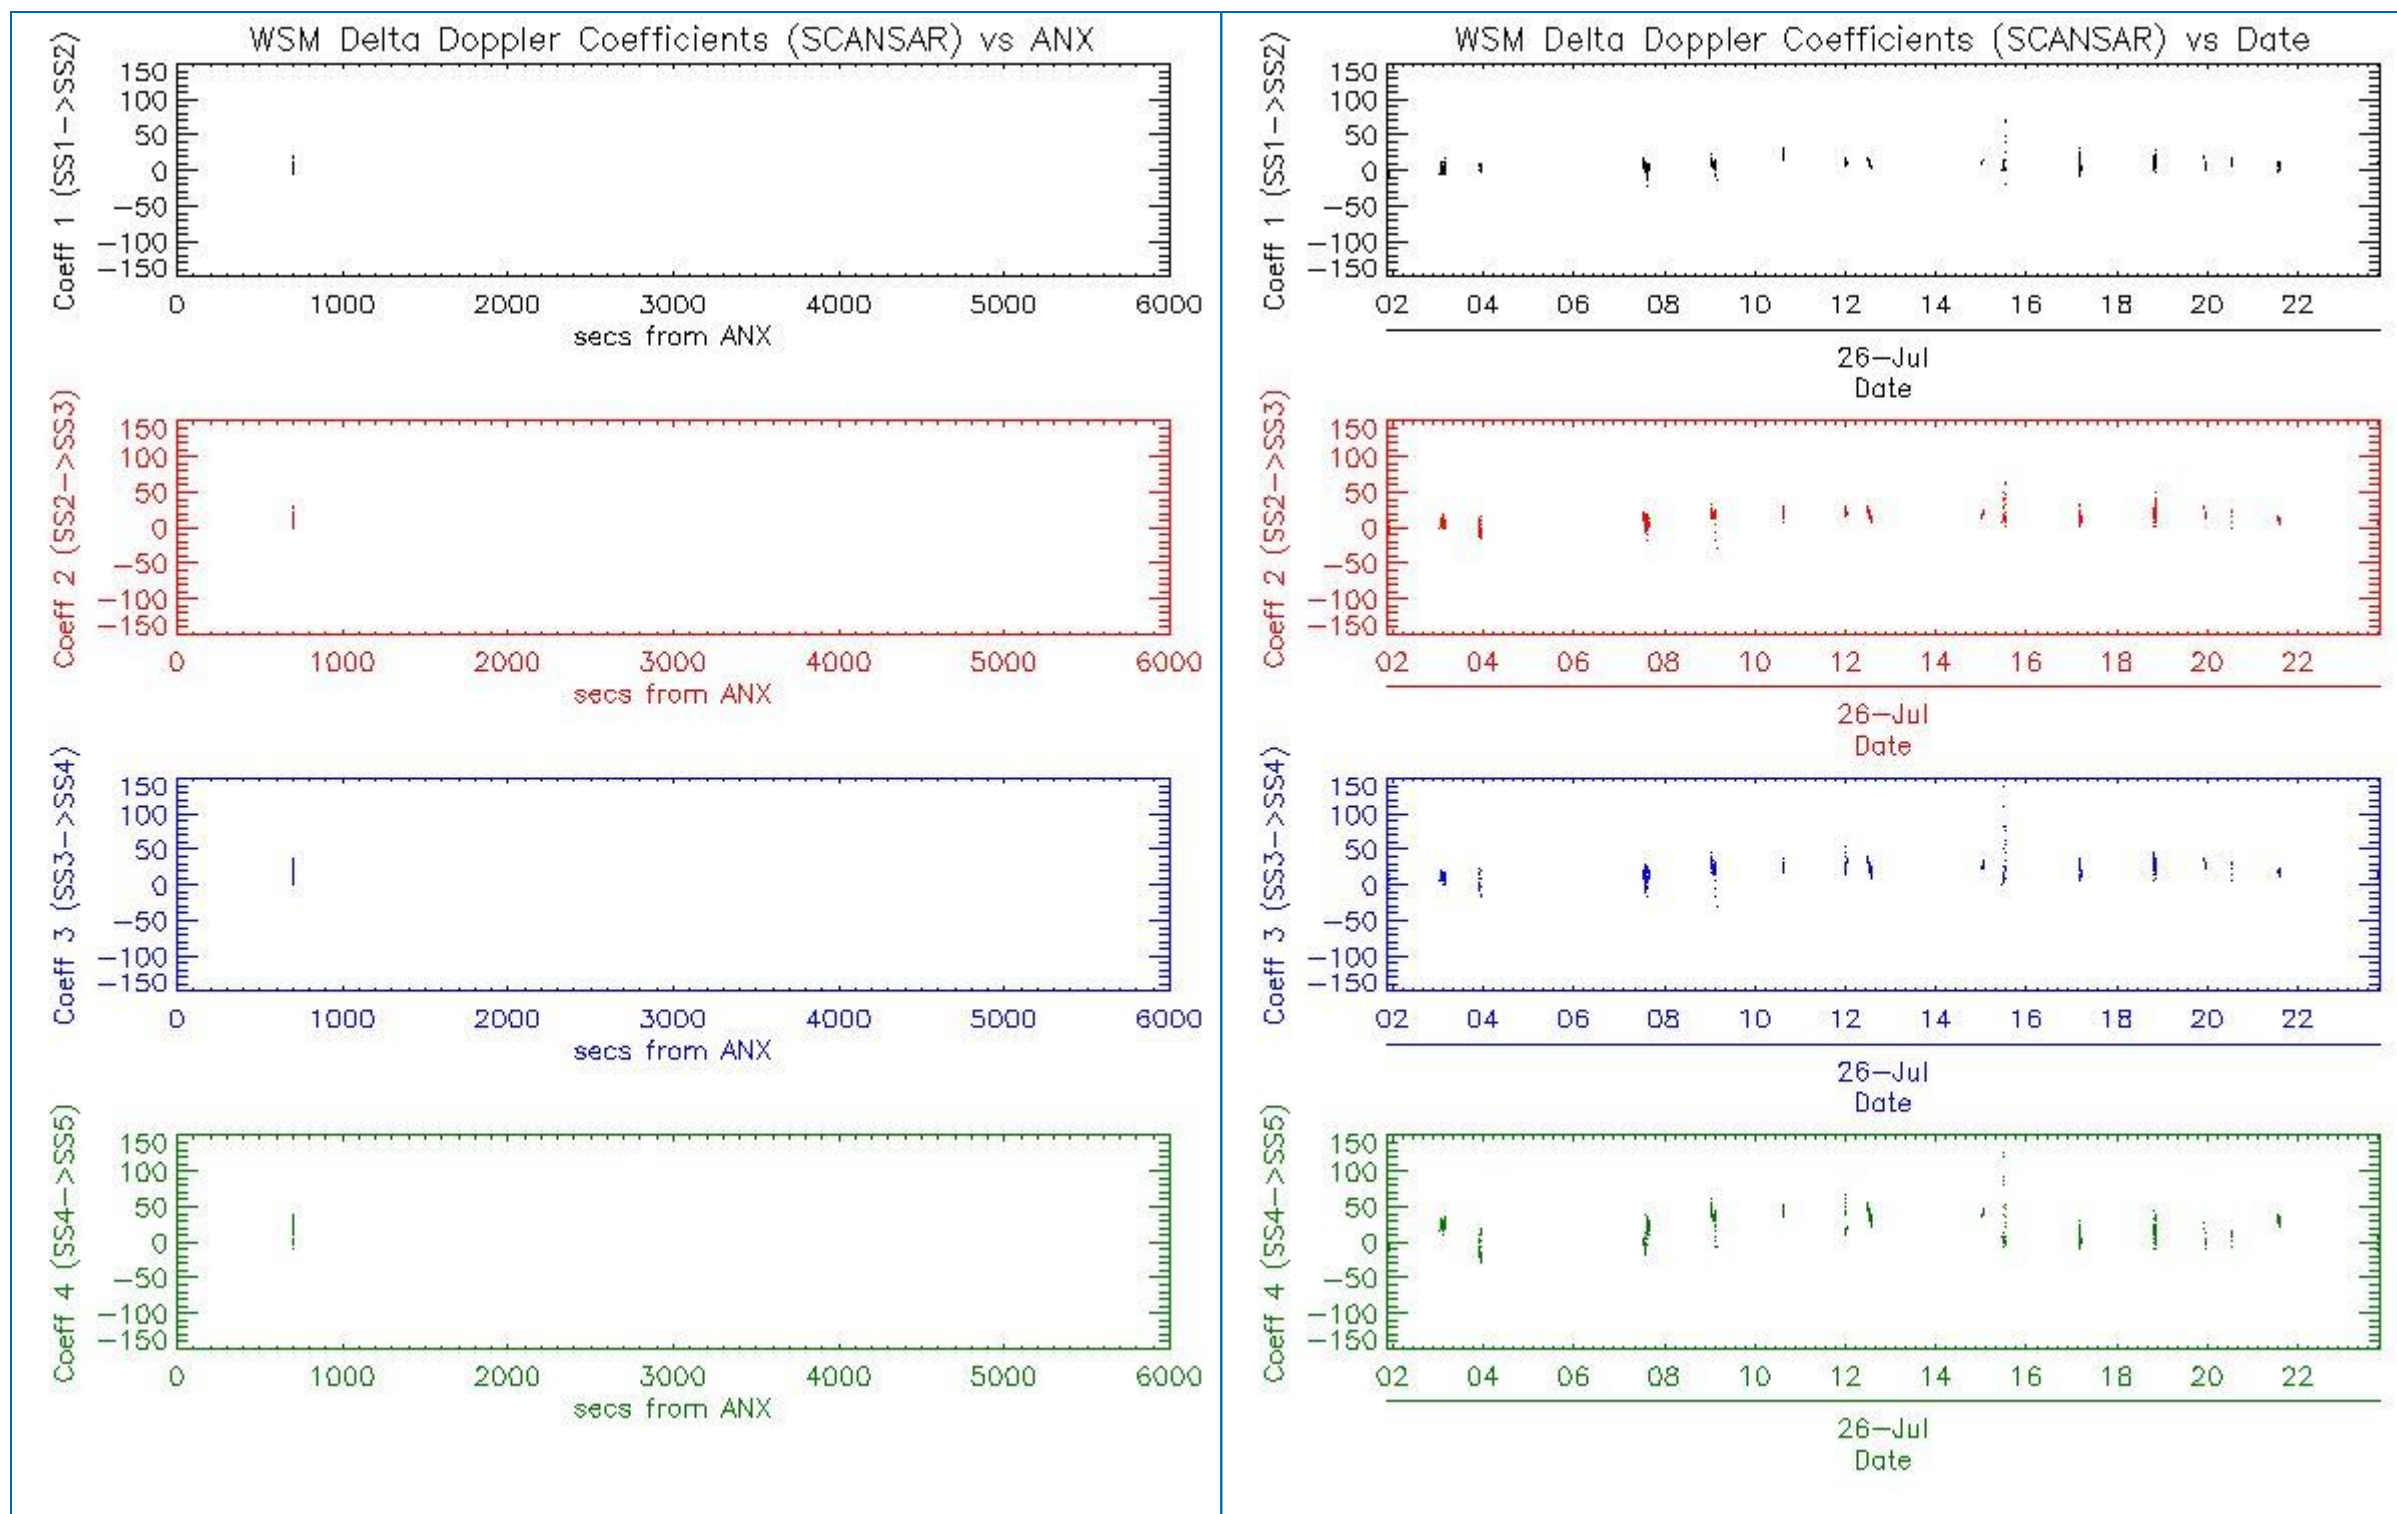 WSM Delta Doppler Coefficients (SCANSAR) vs ANX
Coeff 1 (SS1->SS2)
150
100
50
0
-50
-100
-150
0 1000 2000 3000 4000 5000 6000
secs from ANX
Coeff 2 (SS2->SS3)
150
100
50
0
-50
-100
-150
0 1000 2000 3000 4000 5000 6000
secs from ANX
Coeff 3 (SS3->SS4)
150
100
50
0
-50
-100
-150
0 1000 2000 3000 4000 5000 6000
secs from ANX
Coeff 4 (SS4->SS5)
150
100
50
0
-50
-100
-150
0 1000 2000 3000 4000 5000 6000
secs from ANX
WSM Delta Doppler Coefficients (SCANSAR) vs Date
Coeff 1 (SS1->SS2)
150
100
50
0
-50
-100
-150
02 04 06 08 10 12 14 16 18 20 22
26-Jul
Date
Coeff 2 (SS2->SS3)
150
100
50
0
-50
-100
-150
02 04 06 08 10 12 14 16 18 20 22
26-Jul
Date
Coeff 3 (SS3->SS4)
150
100
50
0
-50
-100
-150
02 04 06 08 10 12 14 16 18 20 22
26-Jul
Date
Coeff 4 (SS4->SS5)
150
100
50
0
-50
-100
-150
02 04 06 08 10 12 14 16 18 20 22
26-Jul
Date